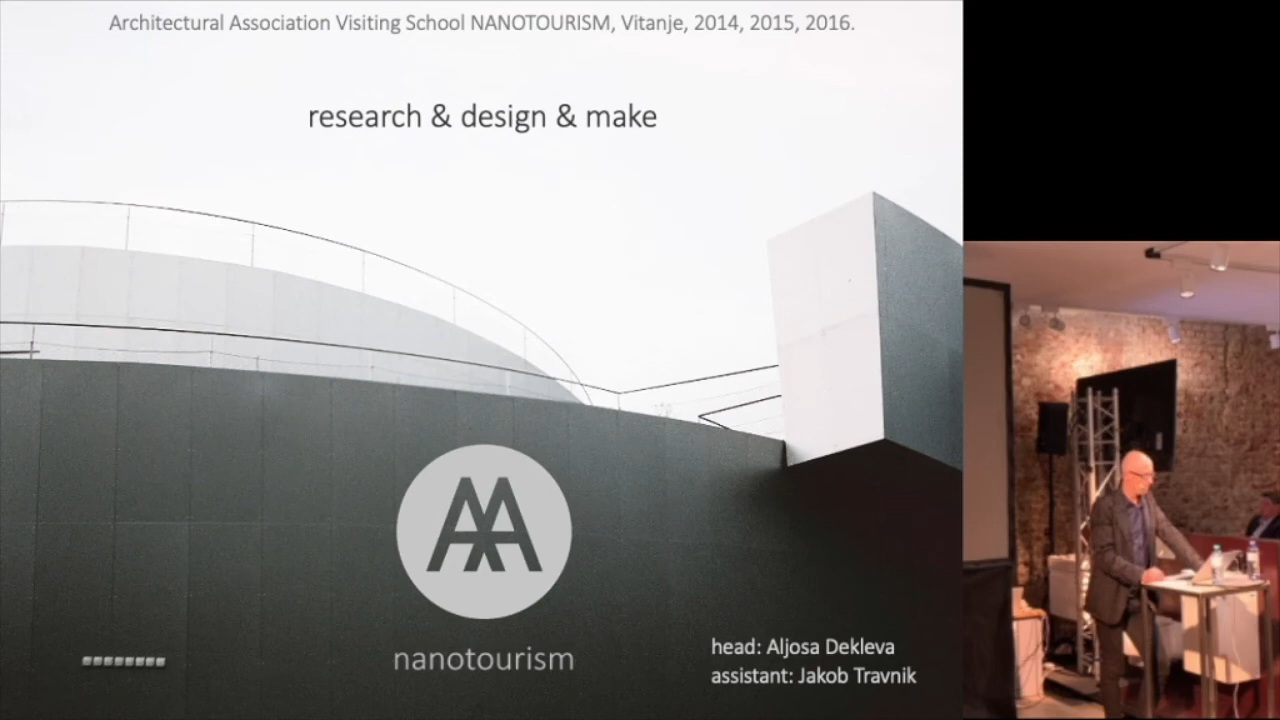 Architectural Association Visiting School NANOTOURISM, Vitanje, 2014, 2015, 2016.
research & design & make
AA
nanotourism
head: Aljosa Dekleva
assistant: Jakob Travnik